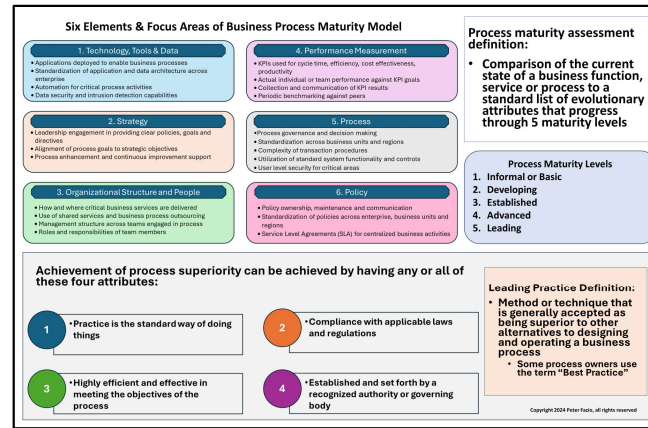 Six Elements & Focus Areas of Business Process Maturity Model
1. Technology, Tools & Data
• Applications deployed to enable business processes
• Standardization of application and data architecture across
enterprise
• Automation for critical process activities
• Data security and intrusion detection capabilities
4. Performance Measurement
• KPIs used for cycle time, efficiency, cost effectiveness,
productivity
• Actual individual or team performance against KPI goals
• Collection and communication of KPI results
• Periodic benchmarking against peers
2. Strategy
• Leadership engagement in providing clear policies, goals and
directives
• Alignment of process goals to strategic objectives
• Process enhancement and continuous improvement support
5. Process
• Process governance and decision making
• Standardization across business units and regions
• Complexity of transaction procedures
• Utilization of standard system functionality and controls
• User level security for critical areas
3. Organizational Structure and People
• How and where critical business services are delivered
• Use of shared services and business process outsourcing
• Management structure across teams engaged in process
• Roles and responsibilities of team members
6. Policy
• Policy ownership, maintenance and communication
• Standardization of policies across enterprise, business units and
regions
• Service Level Agreements (SLA) for centralized business activities
Process maturity assessment
definition:
• Comparison of the current
state of a business function,
service or process to a
standard list of evolutionary
attributes that progress
through 5 maturity levels
Process Maturity Levels
1. Informal or Basic
2. Developing
3. Established
4. Advanced
5. Leading
Achievement of process superiority can be achieved by having any or all of
these four attributes:
1
• Practice is the standard way of doing
things
2
• Compliance with applicable laws
and regulations
3
• Highly efficient and effective in
meeting the objectives of the
process
4
• Established and set forth by a
recognized authority or governing
body
Leading Practice Definition:
• Method or technique that
is generally accepted as
being superior to other
alternatives to designing
and operating a business
process
• Some process owners use
the term “Best Practice”
Copyright 2024 Peter Fazio, all rights reserved